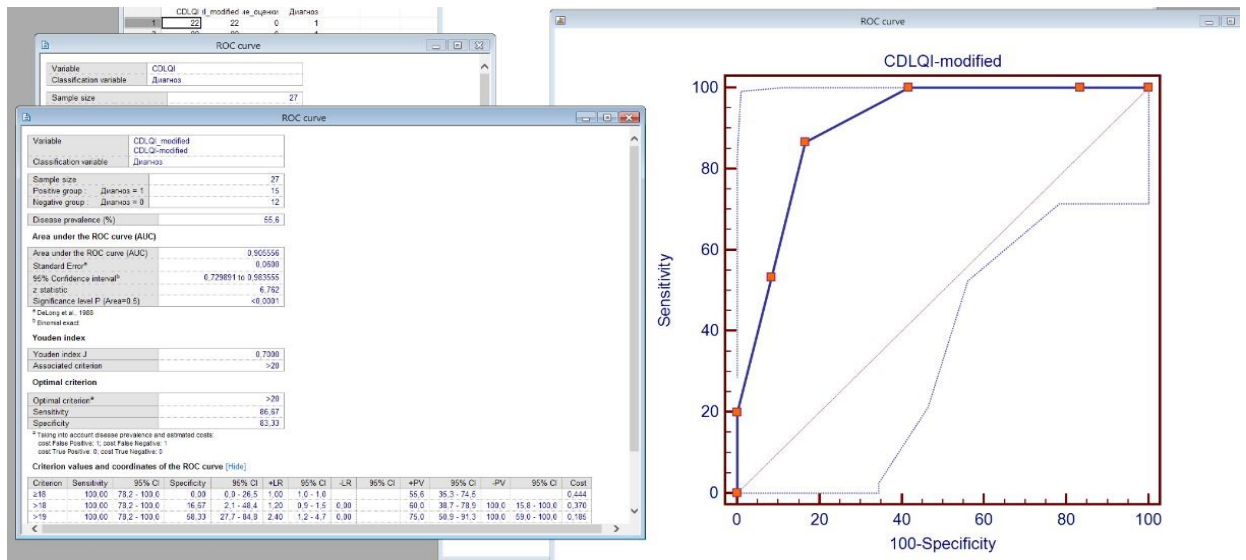 CDLQI
il_modified
ие_оценки
Диагноз
1 22 22 0 1
ROC curve
Variable CDLQI
Classification variable Диагноз
Sample size 27
ROC curve
Variable CDLQI_modified
CDLQI-modified
Classification variable Диагноз
Sample size 27
Positive group : Диагноз = 1 15
Negative group : Диагноз = 0 12
Disease prevalence (%) 55,6
Area under the ROC curve (AUC)
Area under the ROC curve (AUC) 0,905556
Standard Errorª 0,0600
95% Confidence intervalᵇ 0,729891 to 0,983555
z statistic 6,762
Significance level P (Area=0.5) <0,0001
ª DeLong et al., 1988
ᵇ Binomial exact
Youden index
Youden index J 0,7000
Associated criterion >20
Optimal criterion
Optimal criterionª >20
Sensitivity 86,67
Specificity 83,33
ª Taking into account disease prevalence and estimated costs:
cost False Positive: 1; cost False Negative: 1
cost True Positive: 0; cost True Negative: 0
Criterion values and coordinates of the ROC curve [Hide]
Criterion Sensitivity 95% CI Specificity 95% CI +LR 95% CI -LR 95% CI +PV 95% CI -PV 95% CI Cost
≥18 100,00 78,2 - 100,0 0,00 0,0 - 26,5 1,00 1,0 - 1,0 55,6 35,3 - 74,5 0,444
>18 100,00 78,2 - 100,0 16,67 2,1 - 48,4 1,20 0,9 - 1,5 0,00 60,0 38,7 - 78,9 100,0 15,8 - 100,0 0,370
>19 100,00 78,2 - 100,0 58,33 27,7 - 84,8 2,40 1,2 - 4,7 0,00 75,0 50,9 - 91,3 100,0 59,0 - 100,0 0,185
ROC curve
CDLQI-modified
100
80
60
40
20
0
Sensitivity
0 20 40 60 80 100
100-Specificity